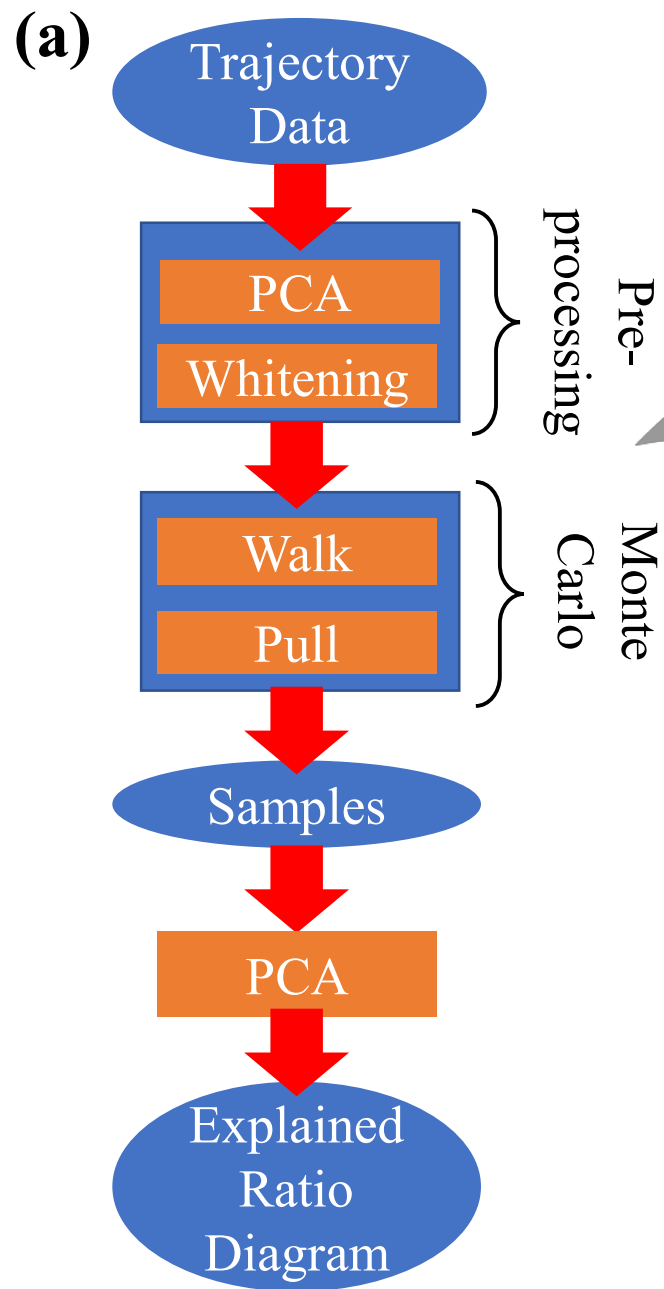 (a)
Trajectory
Data
PCA
Whitening
Pre-
processing
Walk
Pull
Monte
Carlo
Samples
PCA
Explained
Ratio
Diagram